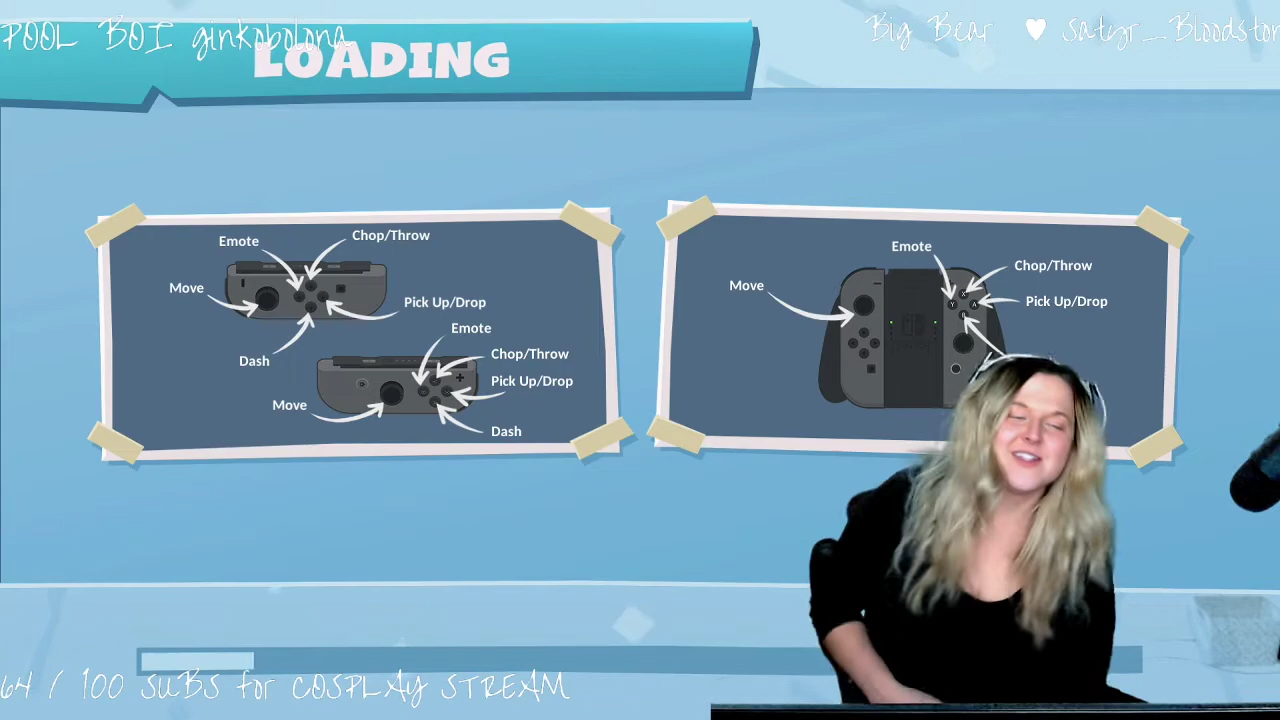 POOL BOI ginkobolona
Big Bear ♥ Satyr_Bloodstor
LOADING
Emote
Chop/Throw
Move
Pick Up/Drop
Dash
Emote
Chop/Throw
Pick Up/Drop
Move
Dash
Emote
Chop/Throw
Move
Pick Up/Drop
64 / 100 SUBS for COSPLAY STREAM